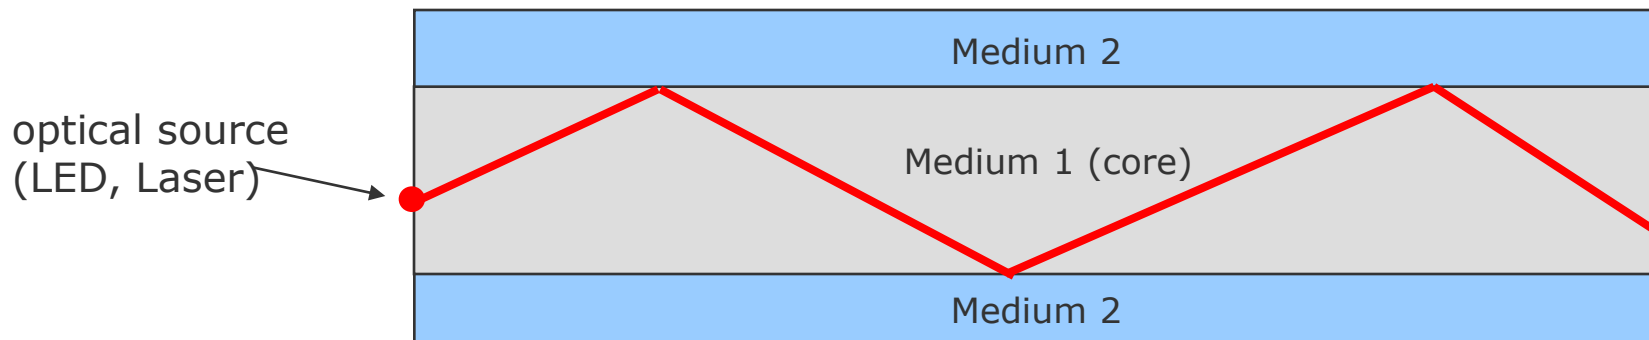 Medium 2
optical source
(LED, Laser)
Medium 1 (core)
Medium 2